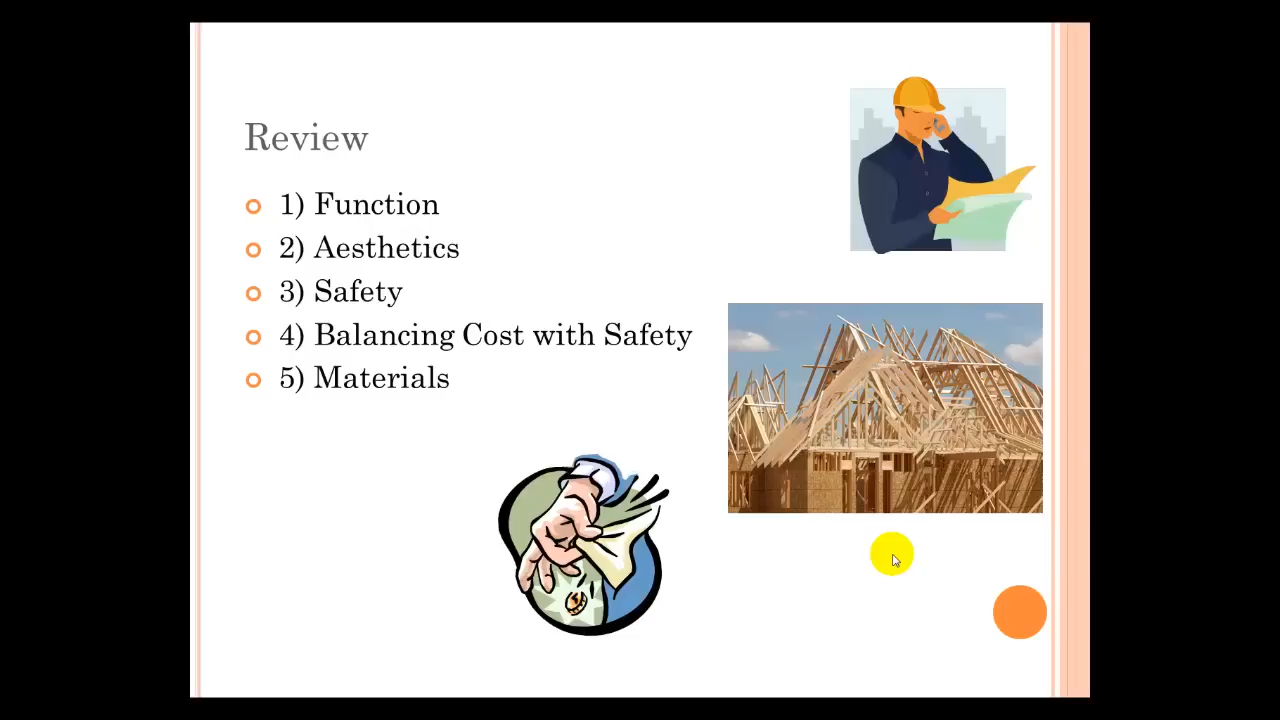 Review
1) Function
2) Aesthetics
3) Safety
4) Balancing Cost with Safety
5) Materials